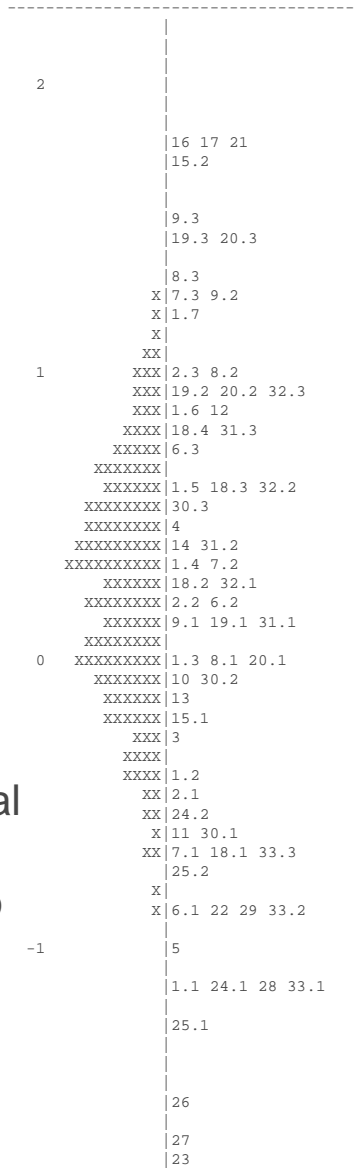 ------------------------------------
|
|
|
2 |
|
|
|16 17 21
|15.2
|
|
|9.3
|19.3 20.3
|
|8.3
X|7.3 9.2
X|1.7
X|
XX|
1 XXX|2.3 8.2
XXX|19.2 20.2 32.3
XXX|1.6 12
XXXX|18.4 31.3
XXXXX|6.3
XXXXXXX|
XXXXXX|1.5 18.3 32.2
XXXXXXXX|30.3
XXXXXXXX|4
XXXXXXXXX|14 31.2
XXXXXXXXXX|1.4 7.2
XXXXXX|18.2 32.1
XXXXXXXX|2.2 6.2
XXXXXX|9.1 19.1 31.1
XXXXXXXX|
0 XXXXXXXXX|1.3 8.1 20.1
XXXXXXX|10 30.2
XXXXXX|13
XXXXXX|15.1
XXX|3
XXXX|
XXXX|1.2
al
XX|2.1
XX|24.2
X|11 30.1
XX|7.1 18.1 33.3
|25.2
X|
)
X|6.1 22 29 33.2
|
-1 |5
|
|1.1 24.1 28 33.1
|
|25.1
|
|
|
|26
|
|27
|23